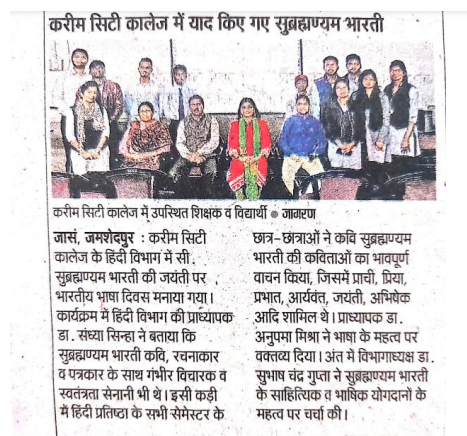 करीम सिटी कालेज में याद किए गए सुब्रह्मण्यम भारती
करीम सिटी कालेज में उपस्थित शिक्षक व विद्यार्थी ● जागरण
जासं, जमशेदपुर : करीम सिटी
कालेज के हिंदी विभाग में सी.
सुब्रह्मण्यम भारती की जयंती पर
भारतीय भाषा दिवस मनाया गया।
कार्यक्रम में हिंदी विभाग की प्राध्यापक
डा. संध्या सिन्हा ने बताया कि
सुब्रह्मण्यम भारती कवि, रचनाकार
व पत्रकार के साथ गंभीर विचारक व
स्वतंत्रता सेनानी भी थे। इसी कड़ी
में हिंदी प्रतिष्ठा के सभी सेमेस्टर के
छात्र-छात्राओं ने कवि सुब्रह्मण्यम
भारती की कविताओं का भावपूर्ण
वाचन किया, जिसमें प्राची, प्रिया,
प्रभात, आर्यवंत, जयंती, अभिषेक
आदि शामिल थे। प्राध्यापक डा.
अनुपमा मिश्रा ने भाषा के महत्व पर
वक्तव्य दिया। अंत में विभागाध्यक्ष डा.
सुभाष चंद्र गुप्ता ने सुब्रह्मण्यम भारती
के साहित्यिक व भाषिक योगदानों के
महत्व पर चर्चा की।